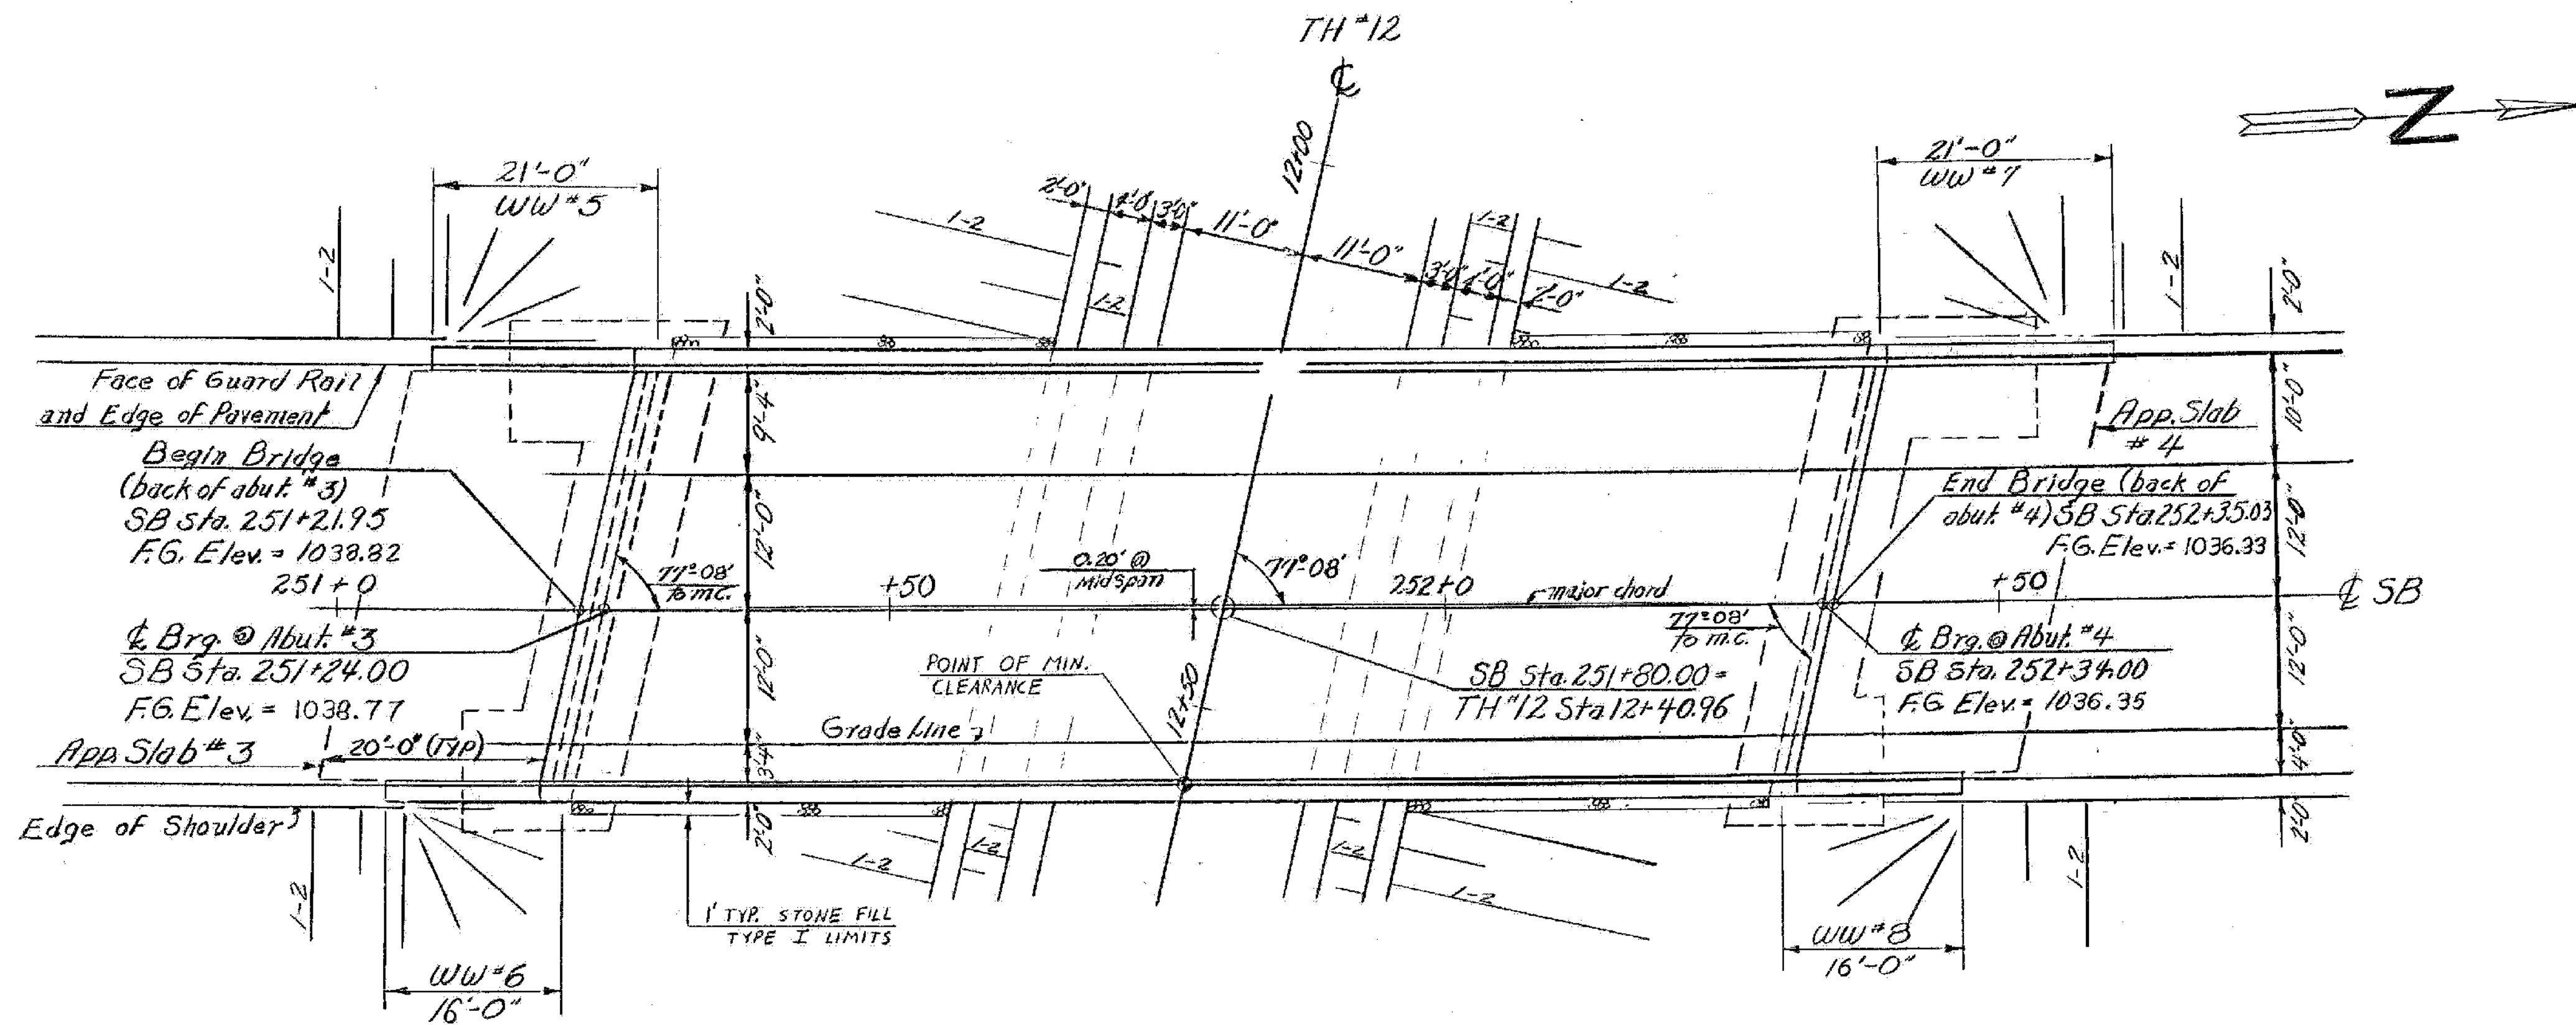 TH #12
℄
12+00
N
21'-0"
WW #5
21'-0"
WW #7
2'-0"
4'-0"
3'-0"
11'-0"
11'-0"
3'-0"
4'-0"
2'-0"
1-2
1-2
1-2
1-2
1-2
1-2
1-2
2'-0"
2'-0"
Face of Guard Rail
and Edge of Pavement
9'-4"
10'-0"
App. Slab
#4
Begin Bridge
(back of abut. #3)
SB Sta. 251+21.95
F.G. Elev. = 1038.82
251+0
End Bridge (back of
abut. #4) SB Sta. 252+35.03
F.G. Elev. = 1036.33
12'-0"
12'-0"
77°-08'
to m.c.
+50
0.20' @
Midspan
77°-08'
252+0
major chord
+50
℄ SB
77°-08'
to m.c.
℄ Brg. @ Abut. #3
SB Sta. 251+24.00
F.G. Elev. = 1038.77
℄ Brg. @ Abut. #4
SB Sta. 252+34.00
F.G. Elev. = 1036.35
POINT OF MIN.
CLEARANCE
SB Sta. 251+80.00 =
TH #12 Sta 12+40.96
12'-0"
12'-0"
12+50
Grade Line
App. Slab #3
20'-0" (TYP)
3'-4"
4'-0"
Edge of Shoulder
2'-0"
2'-0"
1-2
1-2
1-2
1-2
1-2
1-2
1' TYP. STONE FILL
TYPE I LIMITS
WW #6
16'-0"
WW #8
16'-0"